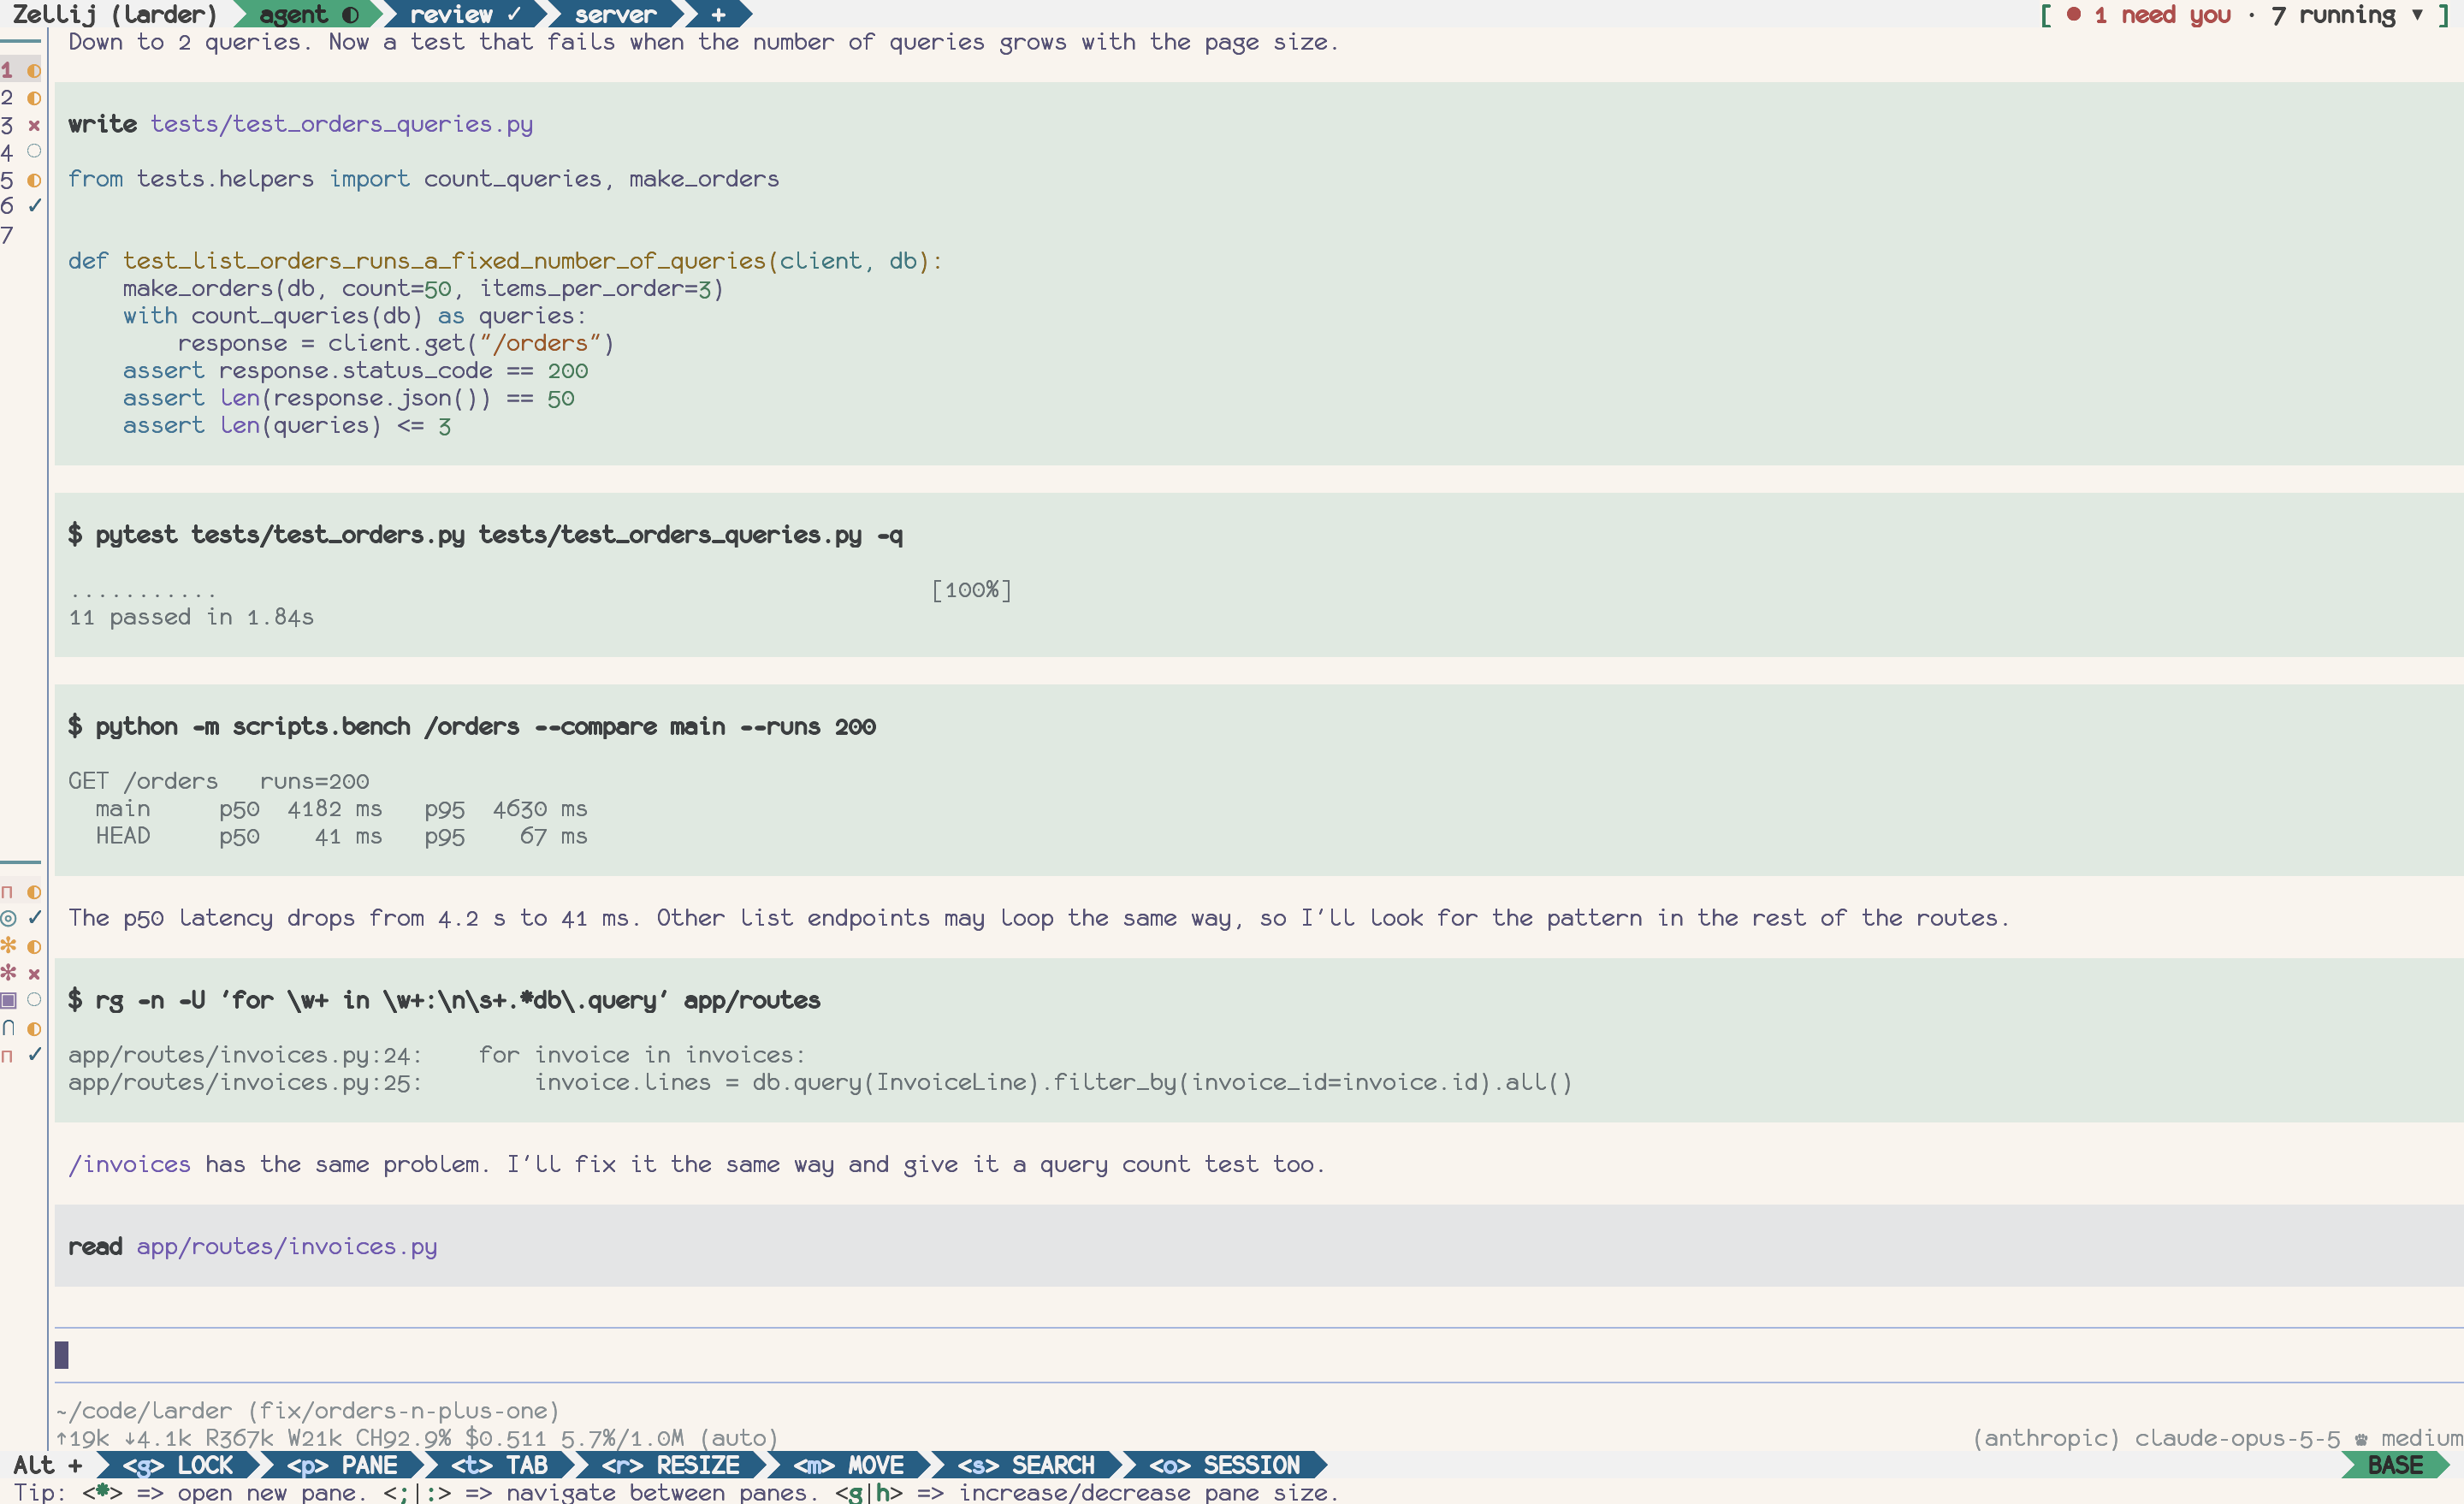 Zellij (larder) agent ◐ review ✓ server + [ ● 1 need you · 7 running ▼ ]
Down to 2 queries. Now a test that fails when the number of queries grows with the page size.
1 ◐
2 ◐
3 ×
4 ○
5 ◐
6 ✓
7
write tests/test_orders_queries.py
from tests.helpers import count_queries, make_orders
def test_list_orders_runs_a_fixed_number_of_queries(client, db):
    make_orders(db, count=50, items_per_order=3)
    with count_queries(db) as queries:
        response = client.get("/orders")
    assert response.status_code == 200
    assert len(response.json()) == 50
    assert len(queries) <= 3
$ pytest tests/test_orders.py tests/test_orders_queries.py -q
........... [100%]
11 passed in 1.84s
$ python -m scripts.bench /orders --compare main --runs 200
GET /orders   runs=200
  main     p50  4182 ms   p95  4630 ms
  HEAD     p50    41 ms   p95    67 ms
The p50 latency drops from 4.2 s to 41 ms. Other list endpoints may loop the same way, so I'll look for the pattern in the rest of the routes.
$ rg -n -U 'for \w+ in \w+:\n\s+.*db\.query' app/routes
app/routes/invoices.py:24:    for invoice in invoices:
app/routes/invoices.py:25:        invoice.lines = db.query(InvoiceLine).filter_by(invoice_id=invoice.id).all()
/invoices has the same problem. I'll fix it the same way and give it a query count test too.
read app/routes/invoices.py
~/code/larder (fix/orders-n-plus-one)
↑19k ↓4.1k R367k W21k CH92.9% $0.511 5.7%/1.0M (auto) (anthropic) claude-opus-5-5 medium
Alt + <g> LOCK <p> PANE <t> TAB <r> RESIZE <m> MOVE <s> SEARCH <o> SESSION BASE
Tip: <*> => open new pane. <;|:> => navigate between panes. <g|h> => increase/decrease pane size.